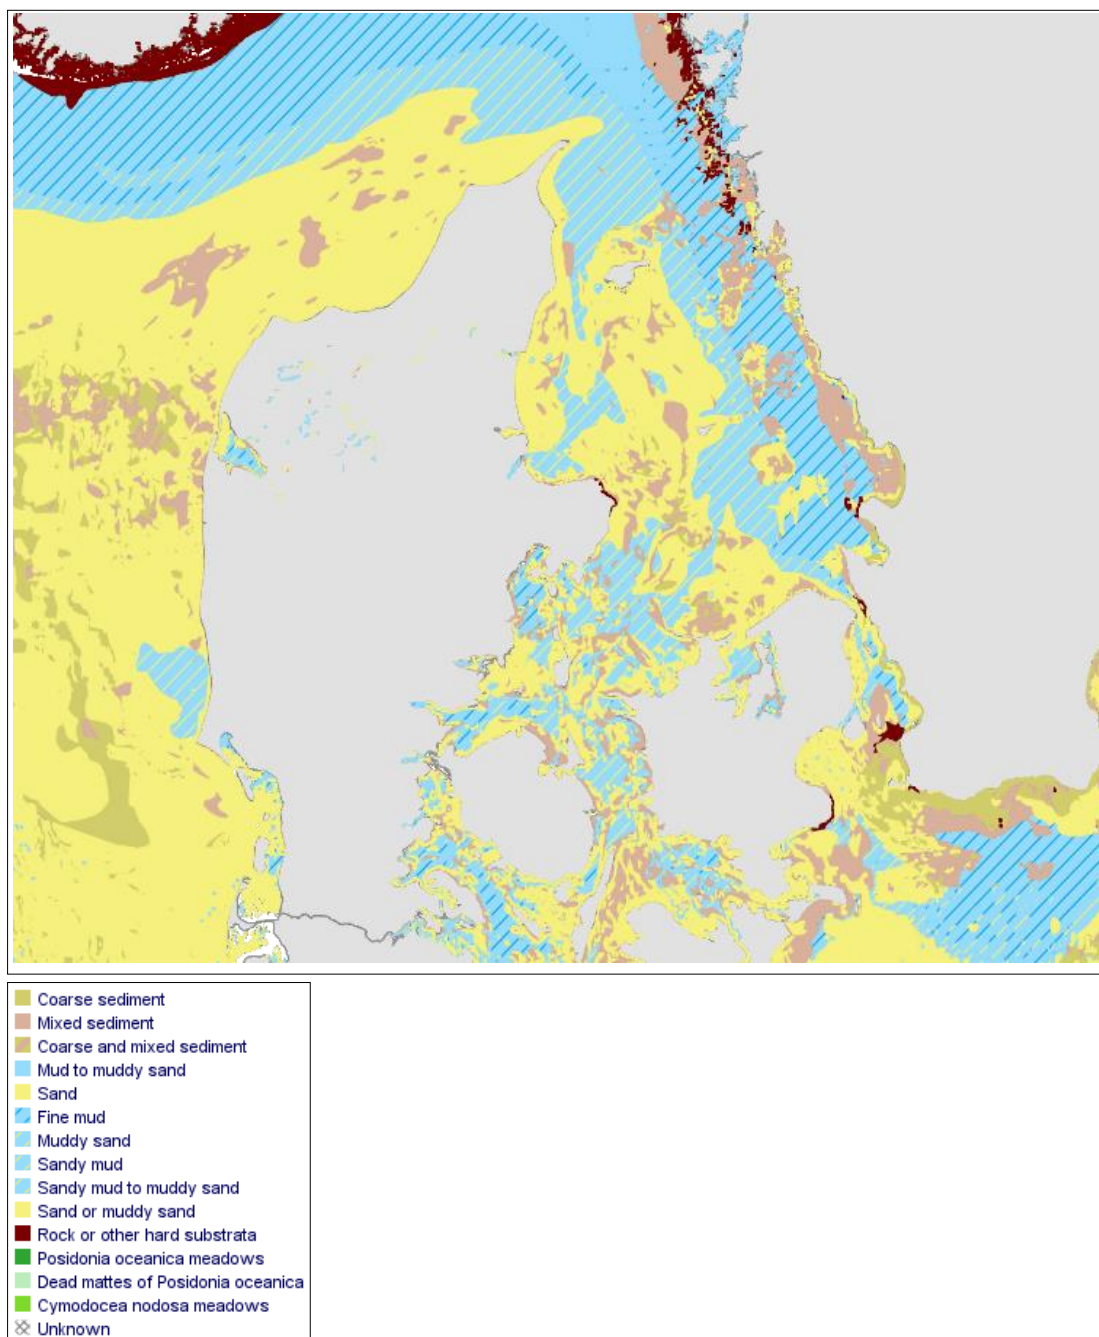 Coarse sediment
Mixed sediment
Coarse and mixed sediment
Mud to muddy sand
Sand
Fine mud
Muddy sand
Sandy mud
Sandy mud to muddy sand
Sand or muddy sand
Rock or other hard substrata
Posidonia oceanica meadows
Dead mattes of Posidonia oceanica
Cymodocea nodosa meadows
Unknown